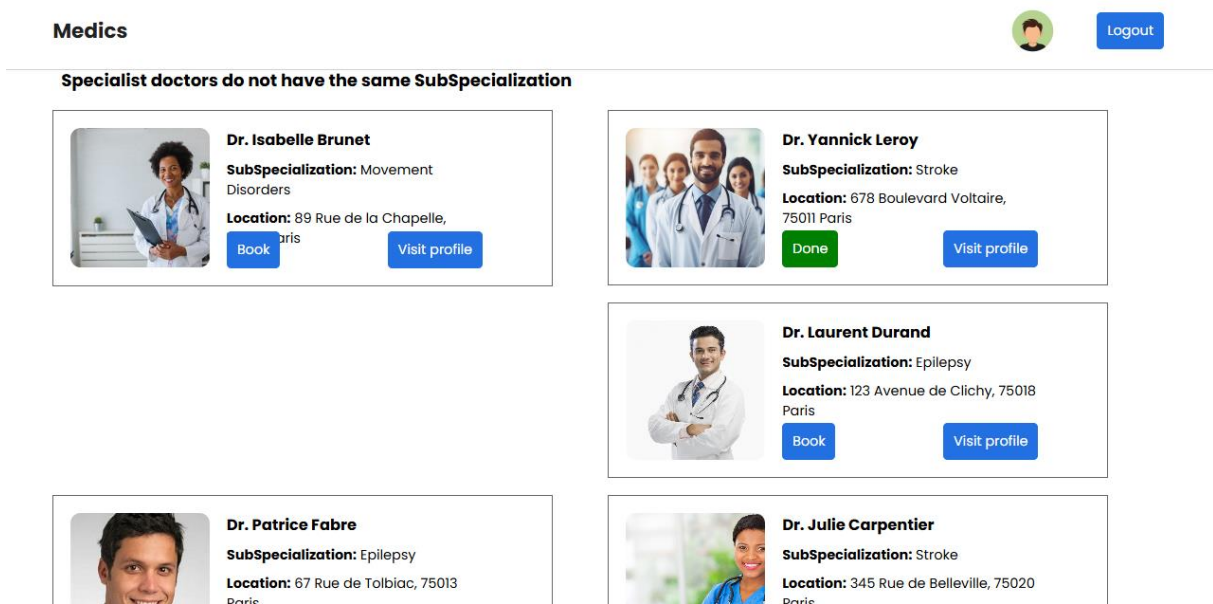 Medics
Logout
Specialist doctors do not have the same SubSpecialization
Dr. Isabelle Brunet
SubSpecialization: Movement
Disorders
Location: 89 Rue de la Chapelle,
aris
Book
Visit profile
Dr. Yannick Leroy
SubSpecialization: Stroke
Location: 678 Boulevard Voltaire,
75011 Paris
Done
Visit profile
Dr. Laurent Durand
SubSpecialization: Epilepsy
Location: 123 Avenue de Clichy, 75018
Paris
Book
Visit profile
Dr. Patrice Fabre
SubSpecialization: Epilepsy
Location: 67 Rue de Tolbiac, 75013
Paris
Dr. Julie Carpentier
SubSpecialization: Stroke
Location: 345 Rue de Belleville, 75020
Paris